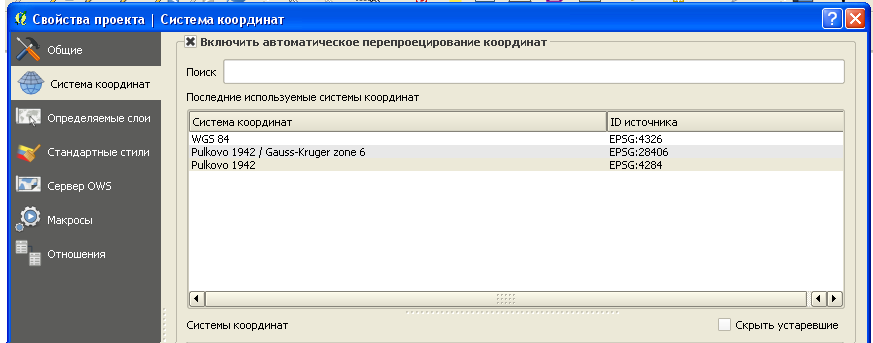 Свойства проекта | Система координат
Общие
Система координат
Определяемые слои
Стандартные стили
Сервер OWS
Макросы
Отношения
Включить автоматическое перепроецирование координат
Поиск
Последние используемые системы координат
Система координат ID источника
WGS 84 EPSG:4326
Pulkovo 1942 / Gauss-Kruger zone 6 EPSG:28406
Pulkovo 1942 EPSG:4284
Системы координат Скрыть устаревшие